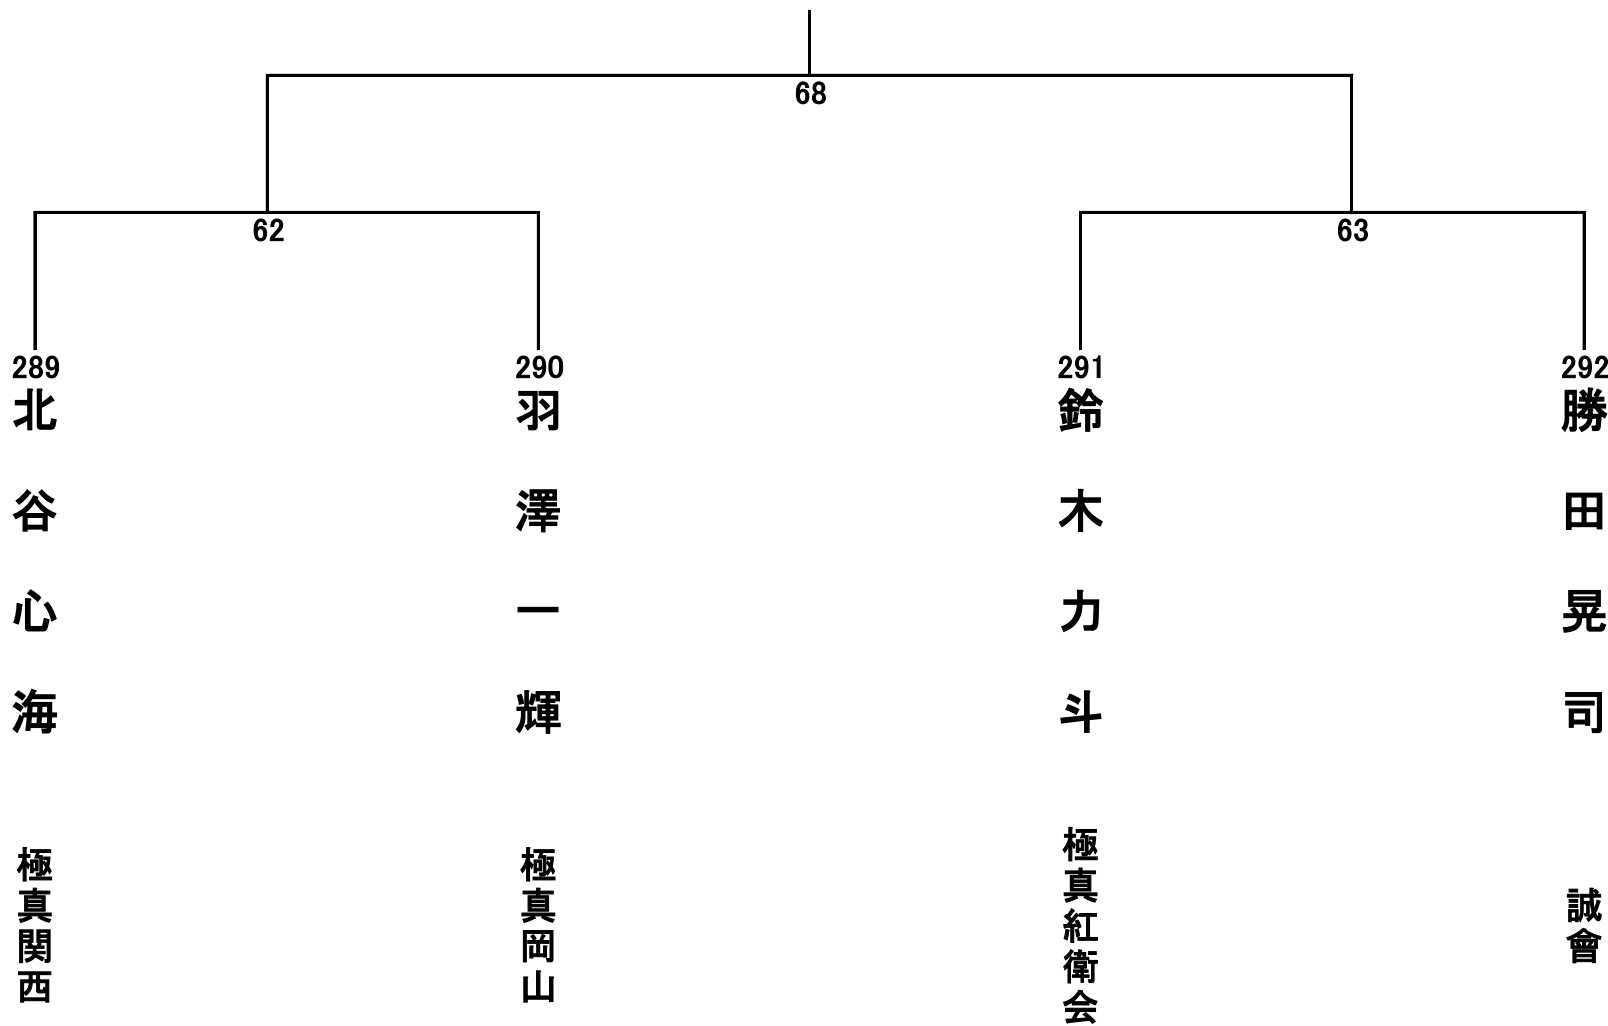 68
62
63
289
北谷心海
極真関西
290
羽澤一輝
極真岡山
291
鈴木力斗
極真紅衛会
292
勝田晃司
誠會